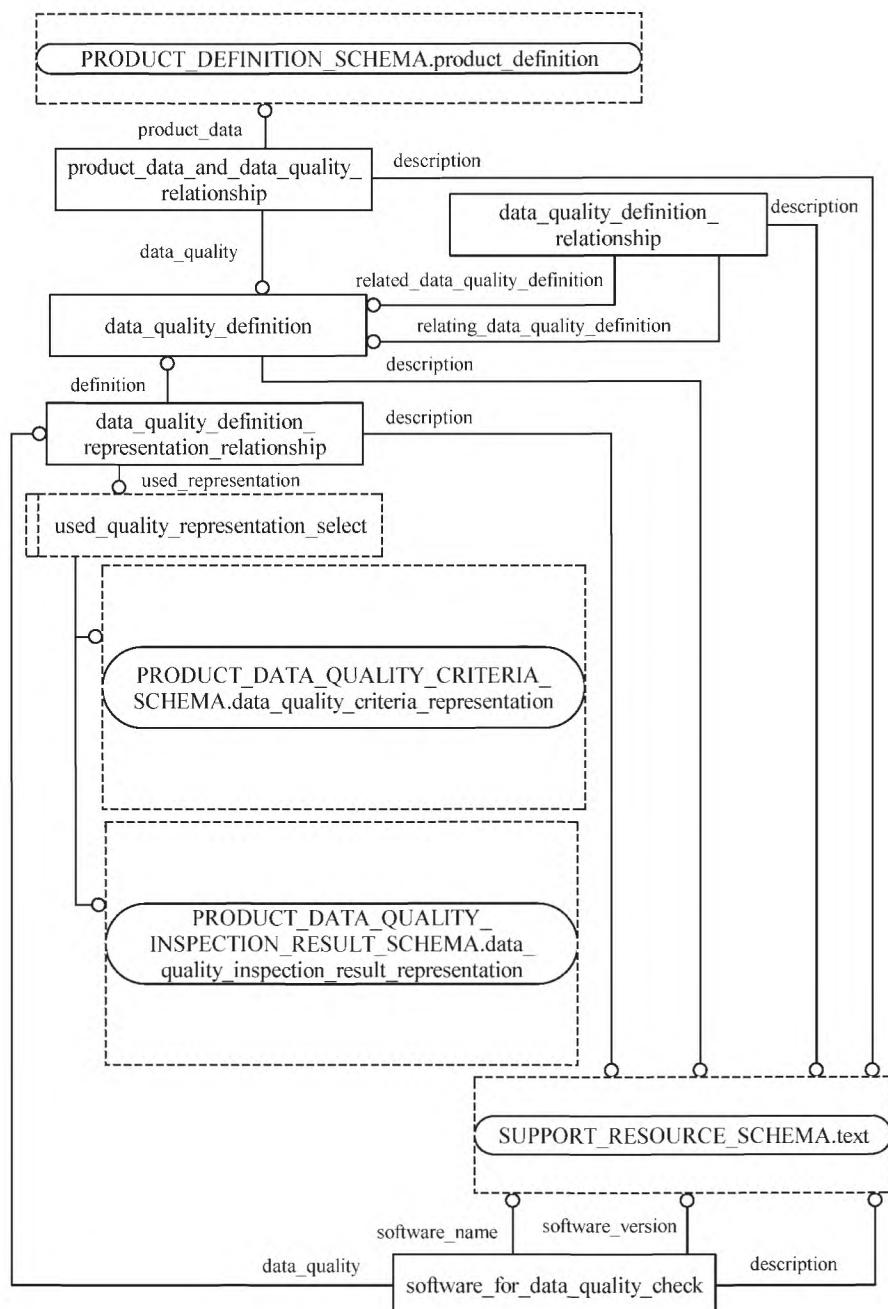 PRODUCT_DEFINITION_SCHEMA.product_definition
product_data
description
product_data_and_data_quality_
relationship
data_quality_definition_
relationship
description
data_quality
related_data_quality_definition
data_quality_definition
relating_data_quality_definition
description
definition
data_quality_definition_
representation_relationship
description
used_representation
used_quality_representation_select
PRODUCT_DATA_QUALITY_CRITERIA_
SCHEMA.data_quality_criteria_representation
PRODUCT_DATA_QUALITY_
INSPECTION_RESULT_SCHEMA.data_
quality_inspection_result_representation
SUPPORT_RESOURCE_SCHEMA.text
software_name
software_version
data_quality
description
software_for_data_quality_check